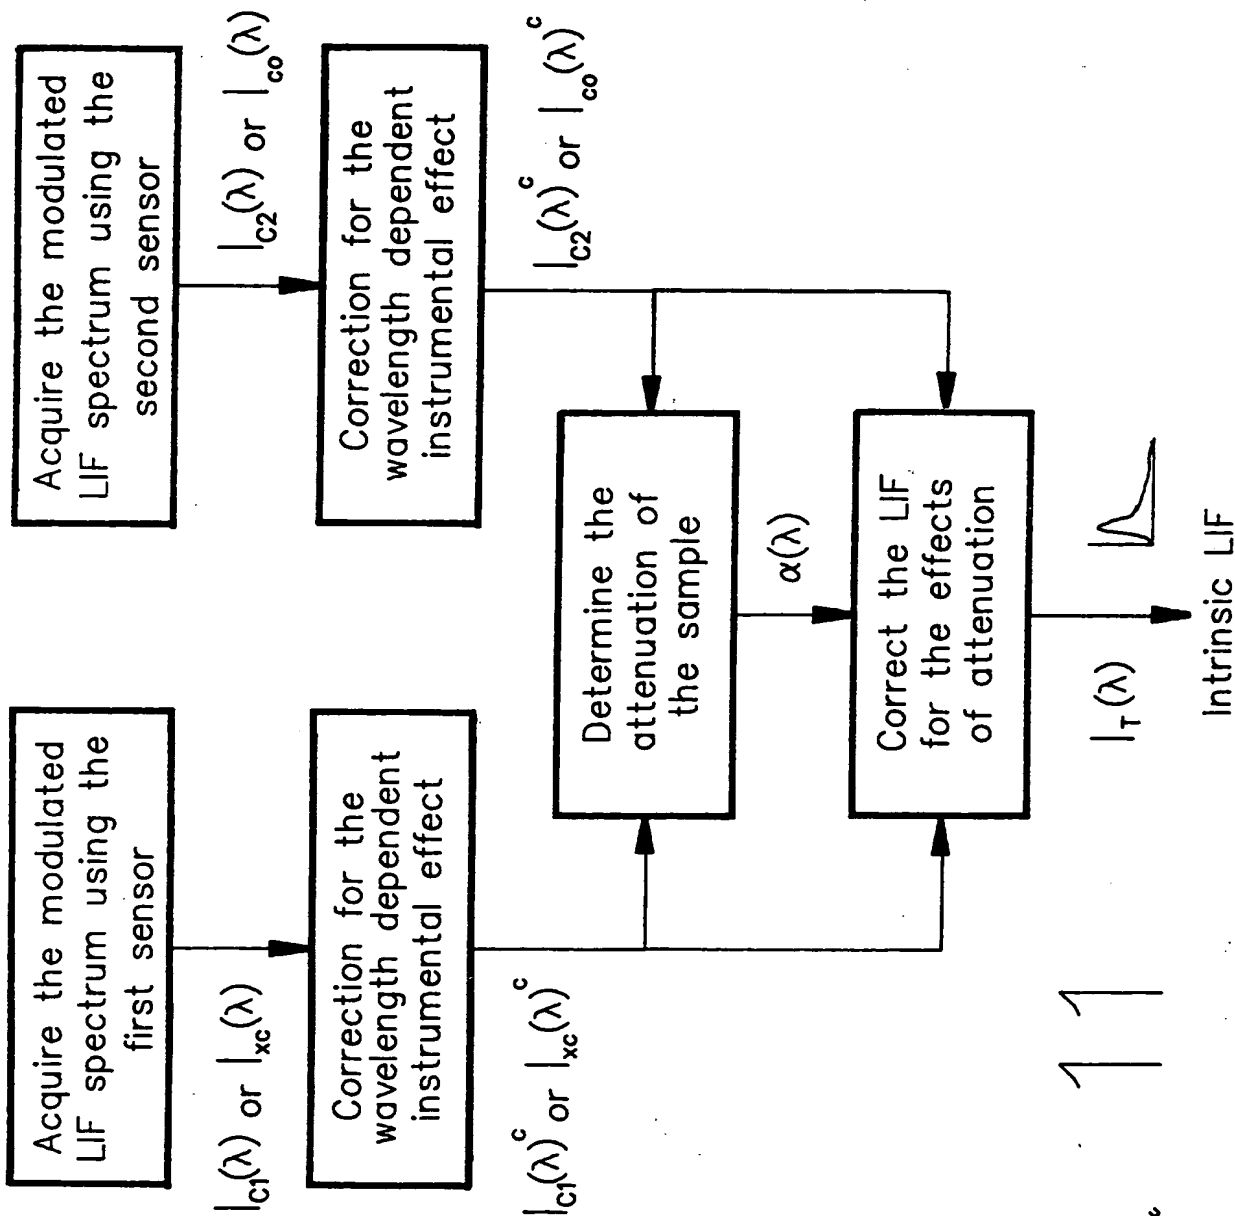 Acquire the modulated
LIF spectrum using the
first sensor
I_C1(λ) or I_xc(λ)
Correction for the
wavelength dependent
instrumental effect
I_C1(λ)^c or I_xc(λ)^c
Acquire the modulated
LIF spectrum using the
second sensor
I_C2(λ) or I_co(λ)
Correction for the
wavelength dependent
instrumental effect
I_C2(λ)^c or I_co(λ)^c
Determine the
attenuation of
the sample
α(λ)
Correct the LIF
for the effects
of attenuation
I_T(λ)
Intrinsic LIF
11